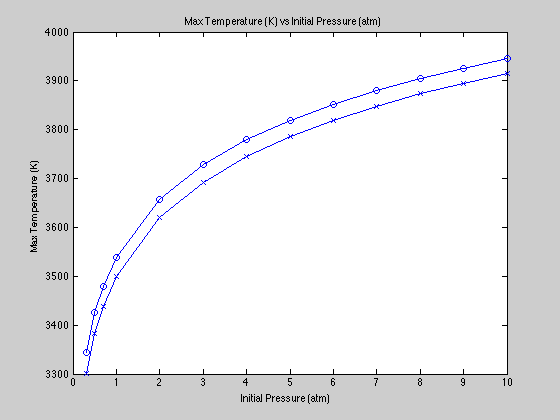 Max Temperature (K) vs Initial Pressure (atm)
4000
3900
3800
3700
3600
3500
3400
3300
Max Temperature (K)
0 1 2 3 4 5 6 7 8 9 10
Initial Pressure (atm)